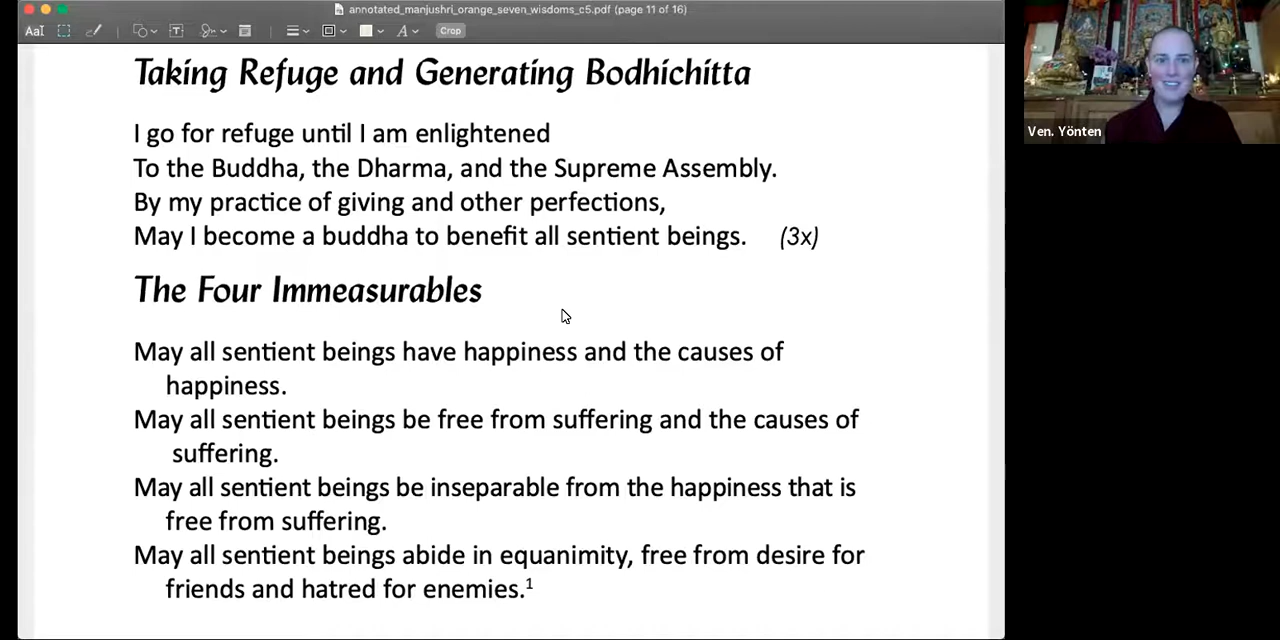 annotated_manjushri_orange_seven_wisdoms_c5.pdf (page 11 of 16)
AaI
T
A
Crop
Taking Refuge and Generating Bodhichitta
I go for refuge until I am enlightened
To the Buddha, the Dharma, and the Supreme Assembly.
By my practice of giving and other perfections,
May I become a buddha to benefit all sentient beings. (3x)
The Four Immeasurables
May all sentient beings have happiness and the causes of
happiness.
May all sentient beings be free from suffering and the causes of
suffering.
May all sentient beings be inseparable from the happiness that is
free from suffering.
May all sentient beings abide in equanimity, free from desire for
friends and hatred for enemies.¹
Ven. Yönten